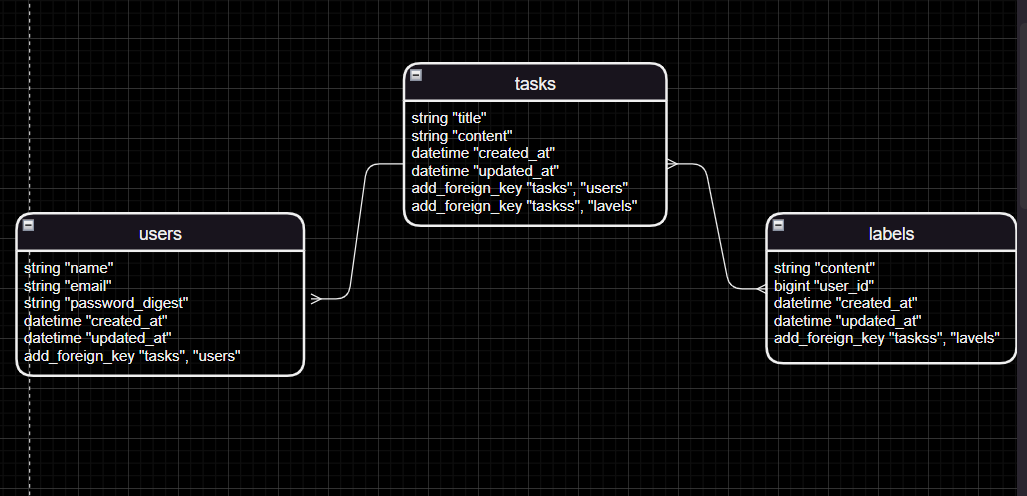 tasks
string "title"
string "content"
datetime "created_at"
datetime "updated_at"
add_foreign_key "tasks", "users"
add_foreign_key "taskss", "lavels"
users
string "name"
string "email"
string "password_digest"
datetime "created_at"
datetime "updated_at"
add_foreign_key "tasks", "users"
labels
string "content"
bigint "user_id"
datetime "created_at"
datetime "updated_at"
add_foreign_key "taskss", "lavels"